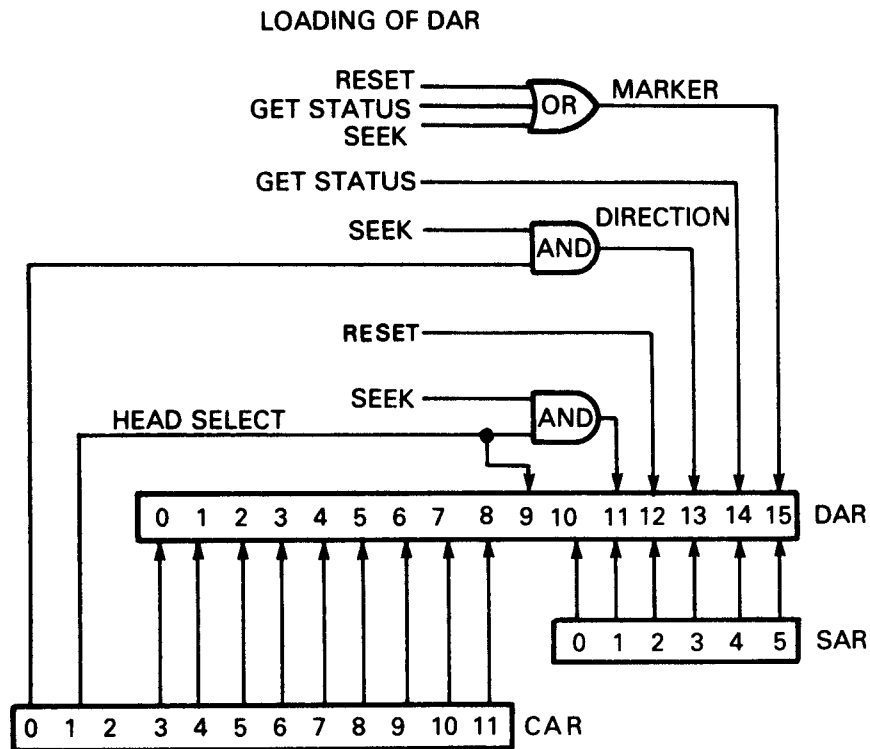 LOADING OF DAR
RESET
GET STATUS
SEEK
OR
MARKER
GET STATUS
SEEK
AND
DIRECTION
RESET
SEEK
AND
HEAD SELECT
0 1 2 3 4 5 6 7 8 9 10 11 12 13 14 15 DAR
0 1 2 3 4 5 SAR
0 1 2 3 4 5 6 7 8 9 10 11 CAR